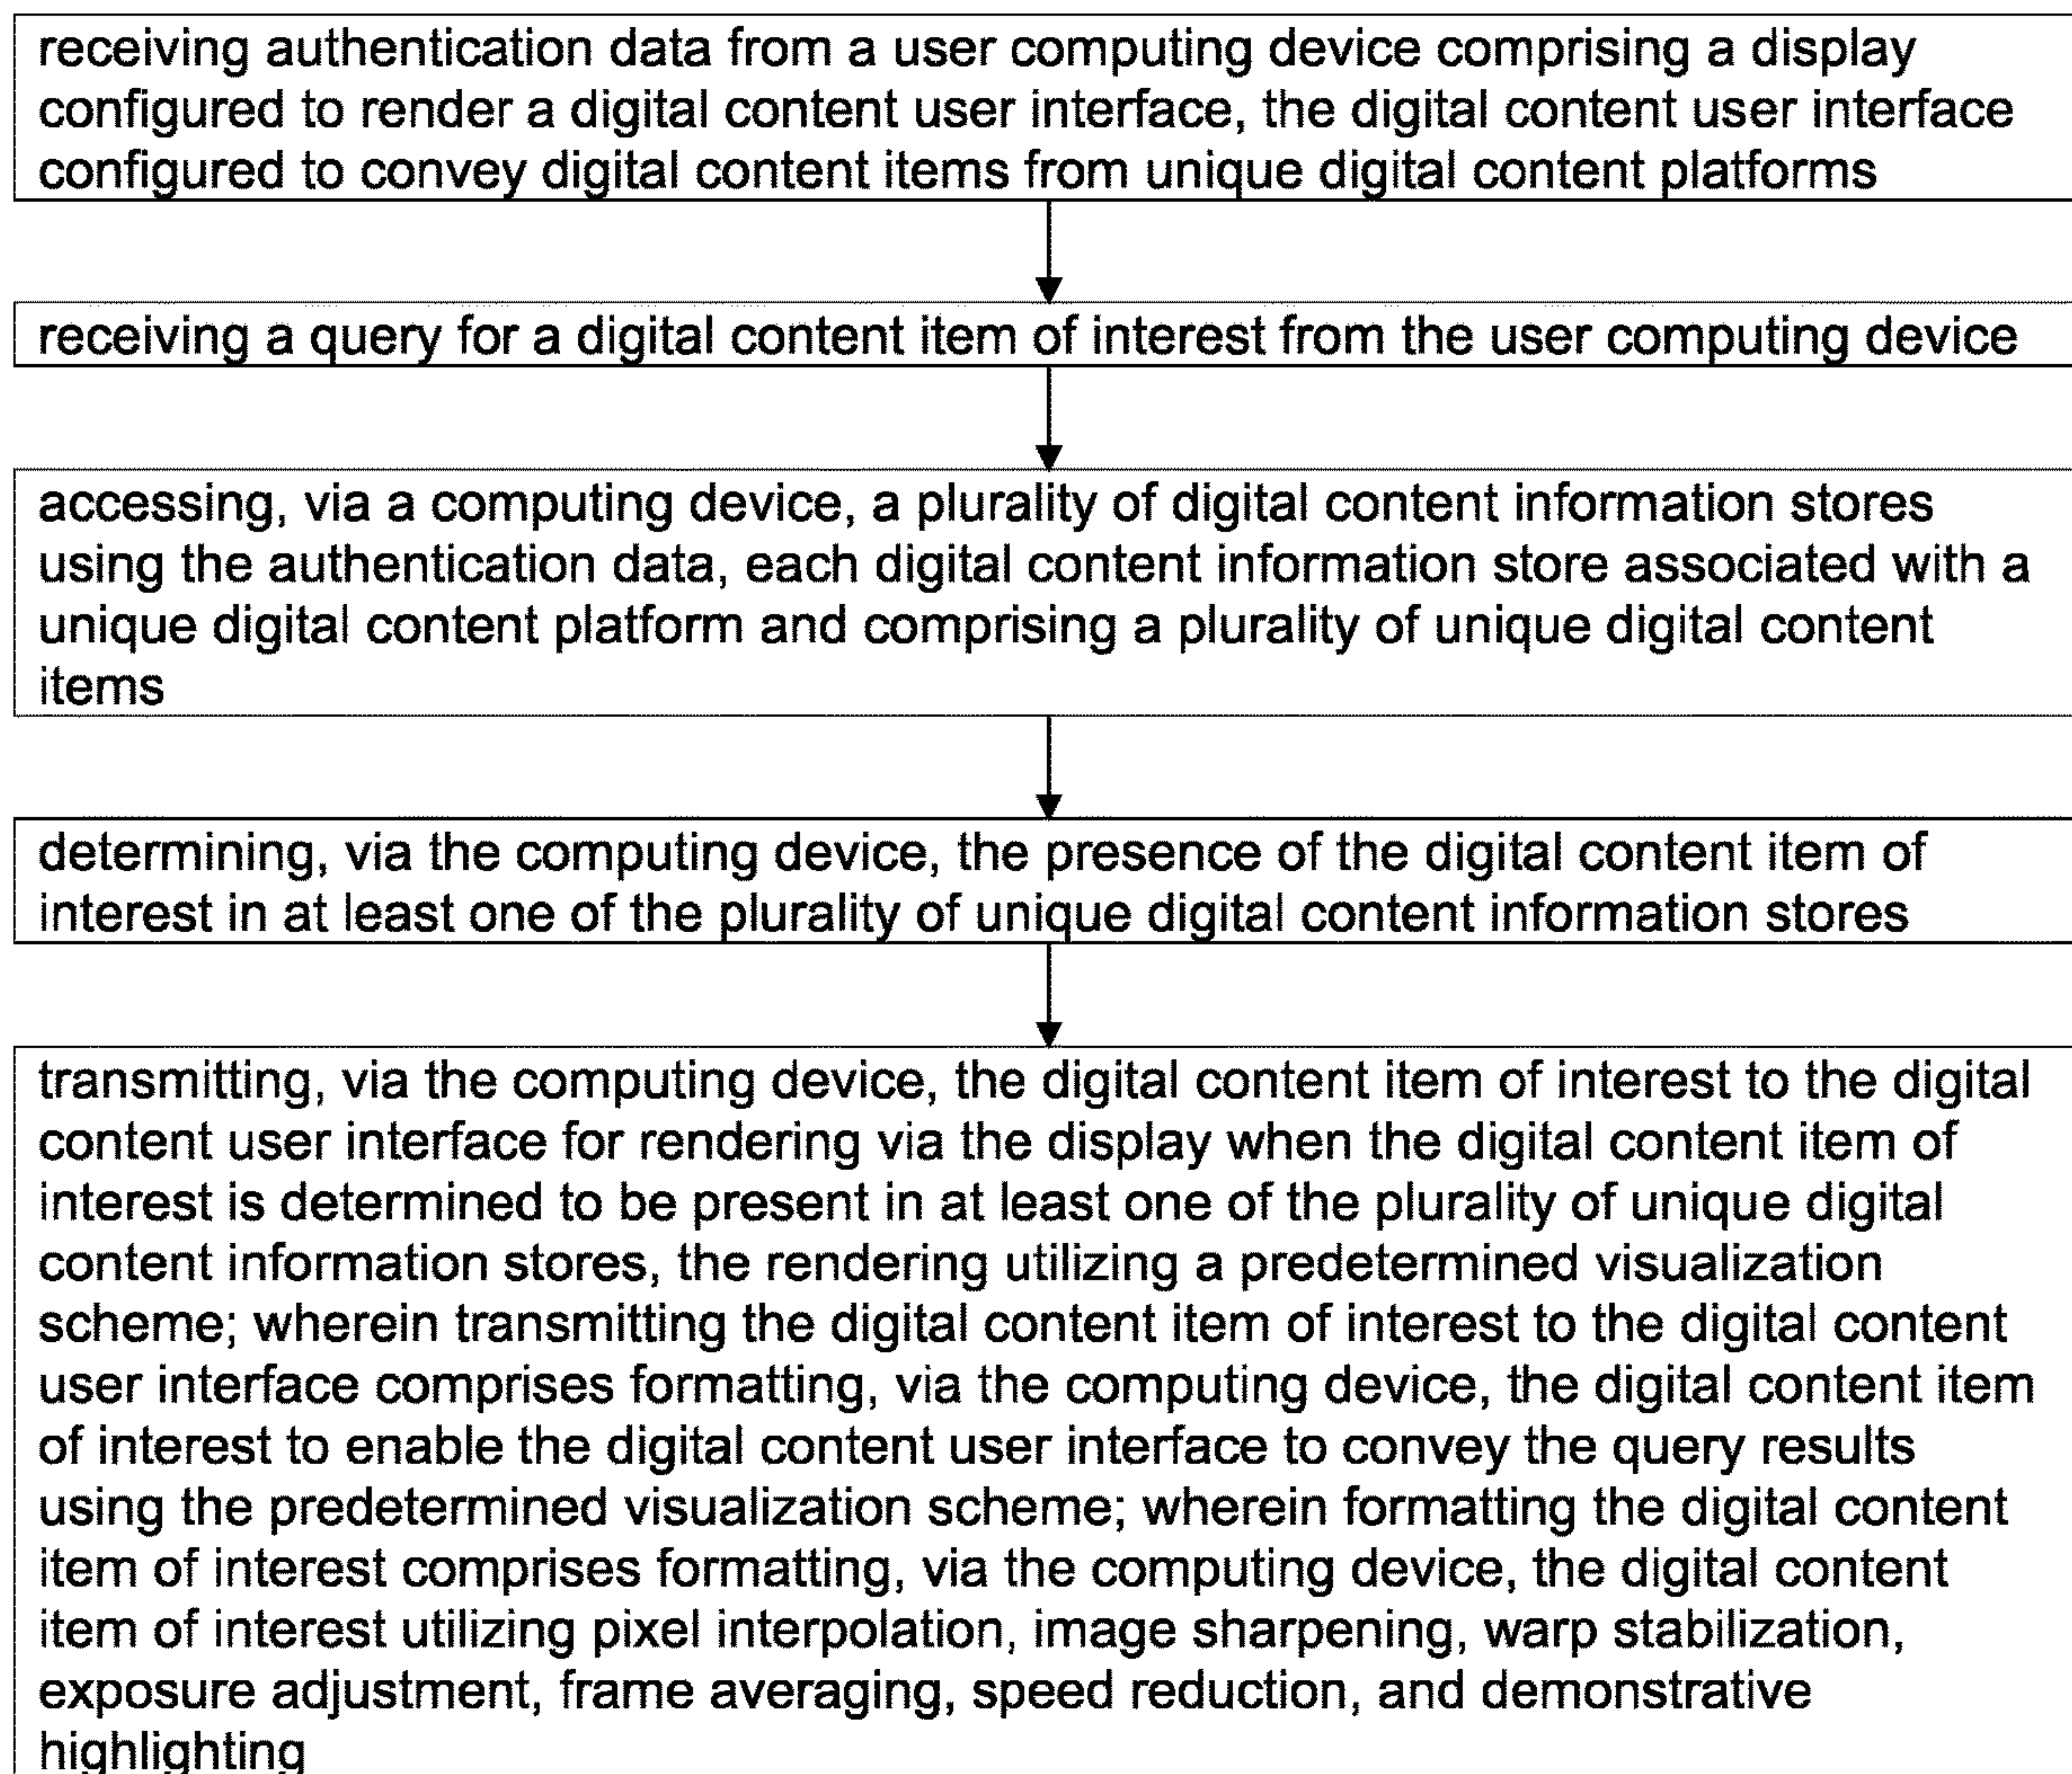 receiving authentication data from a user computing device comprising a display
configured to render a digital content user interface, the digital content user interface
configured to convey digital content items from unique digital content platforms
receiving a query for a digital content item of interest from the user computing device
accessing, via a computing device, a plurality of digital content information stores
using the authentication data, each digital content information store associated with a
unique digital content platform and comprising a plurality of unique digital content
items
determining, via the computing device, the presence of the digital content item of
interest in at least one of the plurality of unique digital content information stores
transmitting, via the computing device, the digital content item of interest to the digital
content user interface for rendering via the display when the digital content item of
interest is determined to be present in at least one of the plurality of unique digital
content information stores, the rendering utilizing a predetermined visualization
scheme; wherein transmitting the digital content item of interest to the digital content
user interface comprises formatting, via the computing device, the digital content item
of interest to enable the digital content user interface to convey the query results
using the predetermined visualization scheme; wherein formatting the digital content
item of interest comprises formatting, via the computing device, the digital content
item of interest utilizing pixel interpolation, image sharpening, warp stabilization,
exposure adjustment, frame averaging, speed reduction, and demonstrative
highlighting